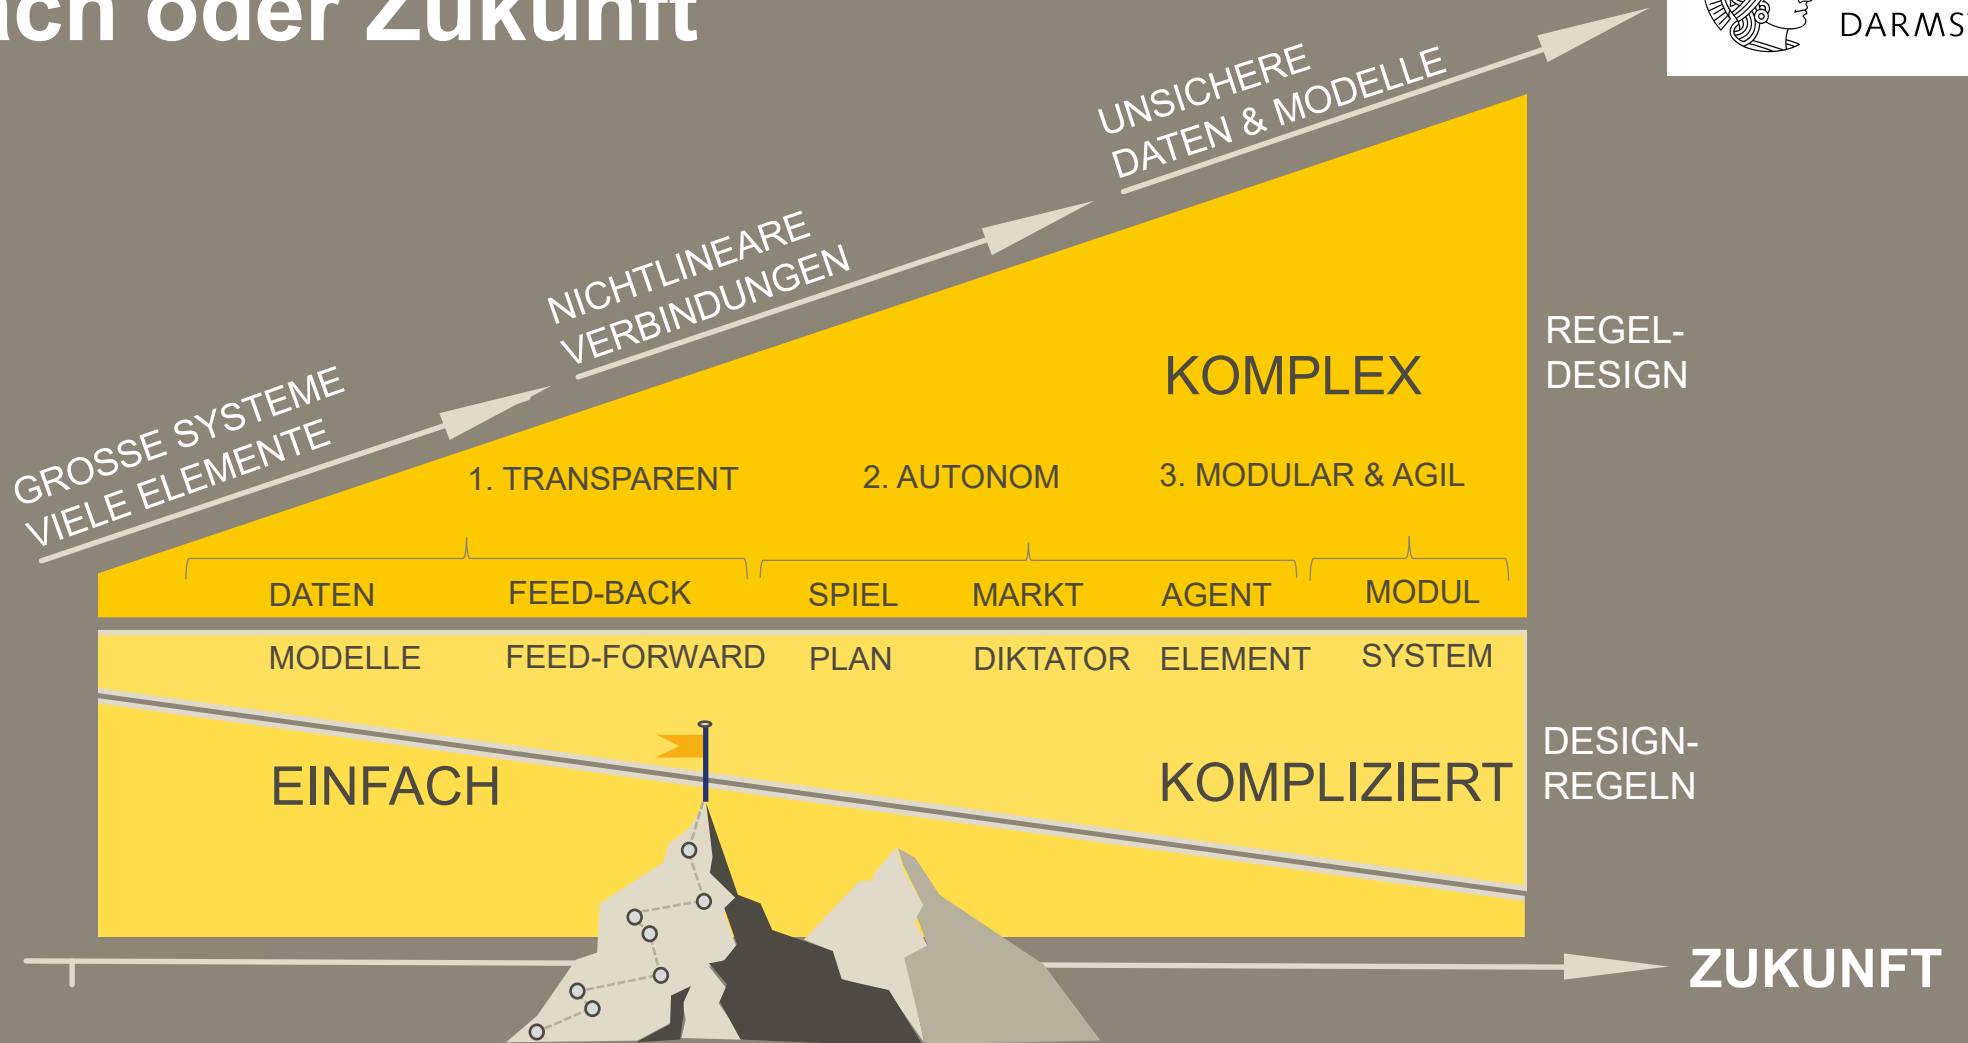 oder Zukunft
DARMS
UNSICHERE
DATEN & MODELLE
NICHTLINEARE
VERBINDUNGEN
GROSSE SYSTEME
VIELE ELEMENTE
KOMPLEX
REGEL-
DESIGN
1. TRANSPARENT 2. AUTONOM 3. MODULAR & AGIL
DATEN FEED-BACK SPIEL MARKT AGENT MODUL
MODELLE FEED-FORWARD PLAN DIKTATOR ELEMENT SYSTEM
EINFACH KOMPLIZIERT
DESIGN-
REGELN
ZUKUNFT